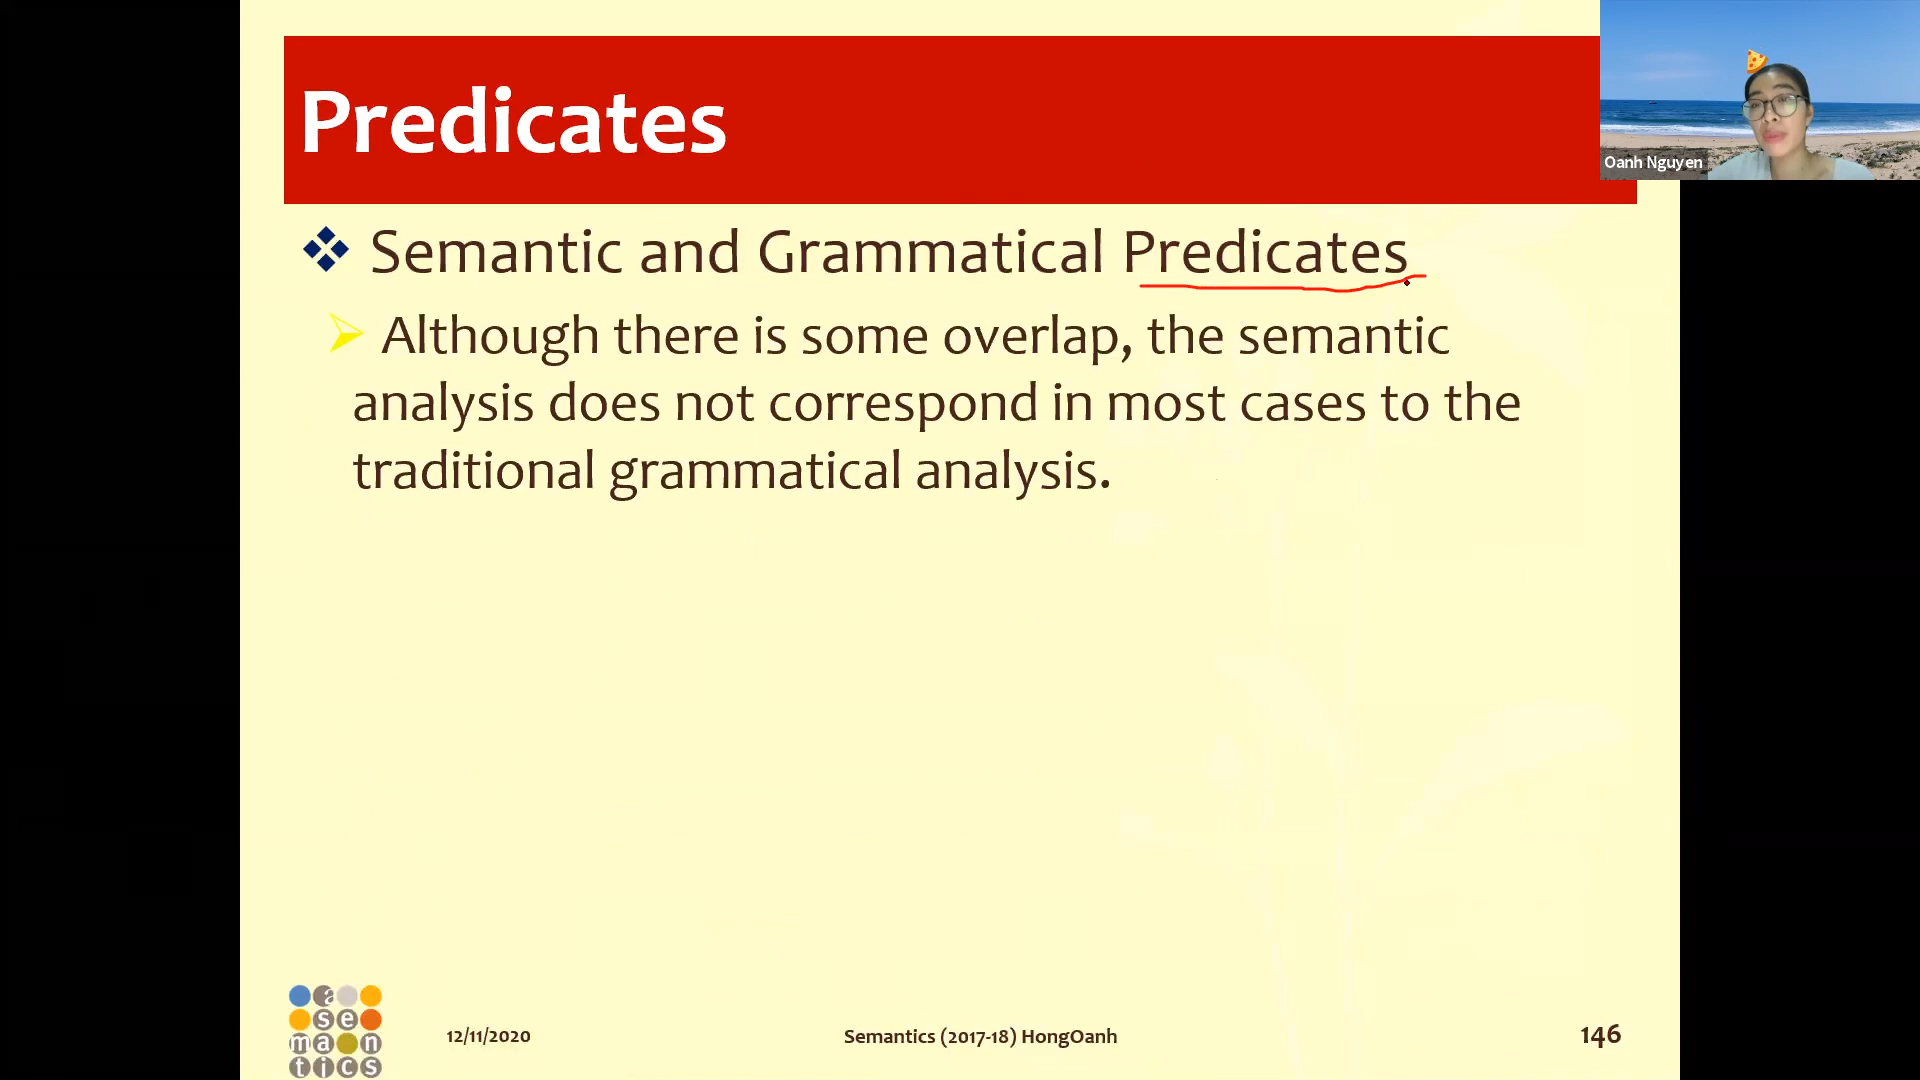 Predicates
Oanh Nguyen
❖ Semantic and Grammatical Predicates
➢ Although there is some overlap, the semantic
analysis does not correspond in most cases to the
traditional grammatical analysis.
a
se
man
tics
12/11/2020
Semantics (2017-18) HongOanh
146